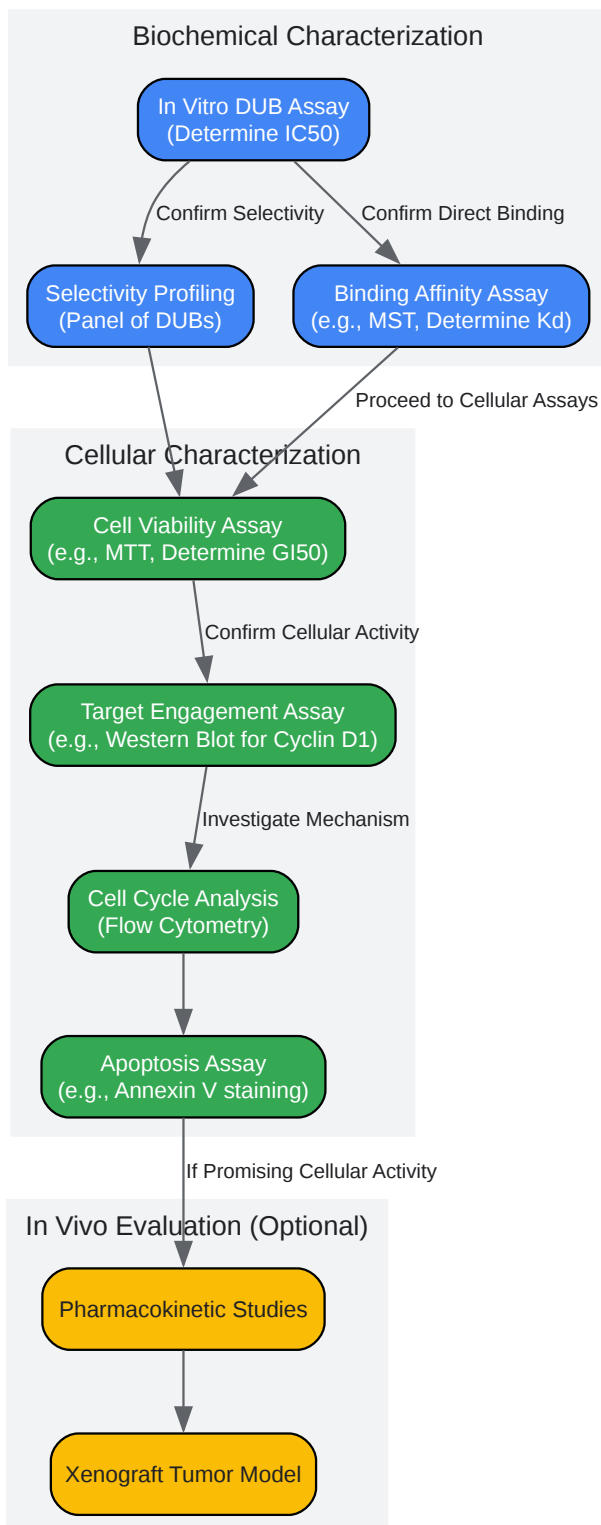 Biochemical Characterization
In Vitro DUB Assay
(Determine IC50)
Confirm Selectivity
Confirm Direct Binding
Selectivity Profiling
(Panel of DUBs)
Binding Affinity Assay
(e.g., MST, Determine Kd)
Proceed to Cellular Assays
Cellular Characterization
Cell Viability Assay
(e.g., MTT, Determine GI50)
Confirm Cellular Activity
Target Engagement Assay
(e.g., Western Blot for Cyclin D1)
Investigate Mechanism
Cell Cycle Analysis
(Flow Cytometry)
Apoptosis Assay
(e.g., Annexin V staining)
If Promising Cellular Activity
In Vivo Evaluation (Optional)
Pharmacokinetic Studies
Xenograft Tumor Model